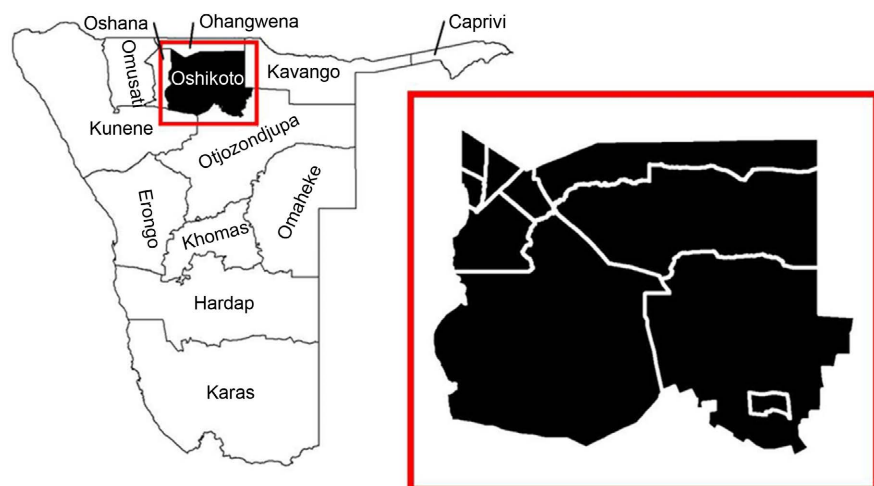 Oshana
Ohangwena
Caprivi
Omusati
Oshikoto
Kavango
Kunene
Otjozondjupa
Erongo
Khomas
Omaheke
Hardap
Karas